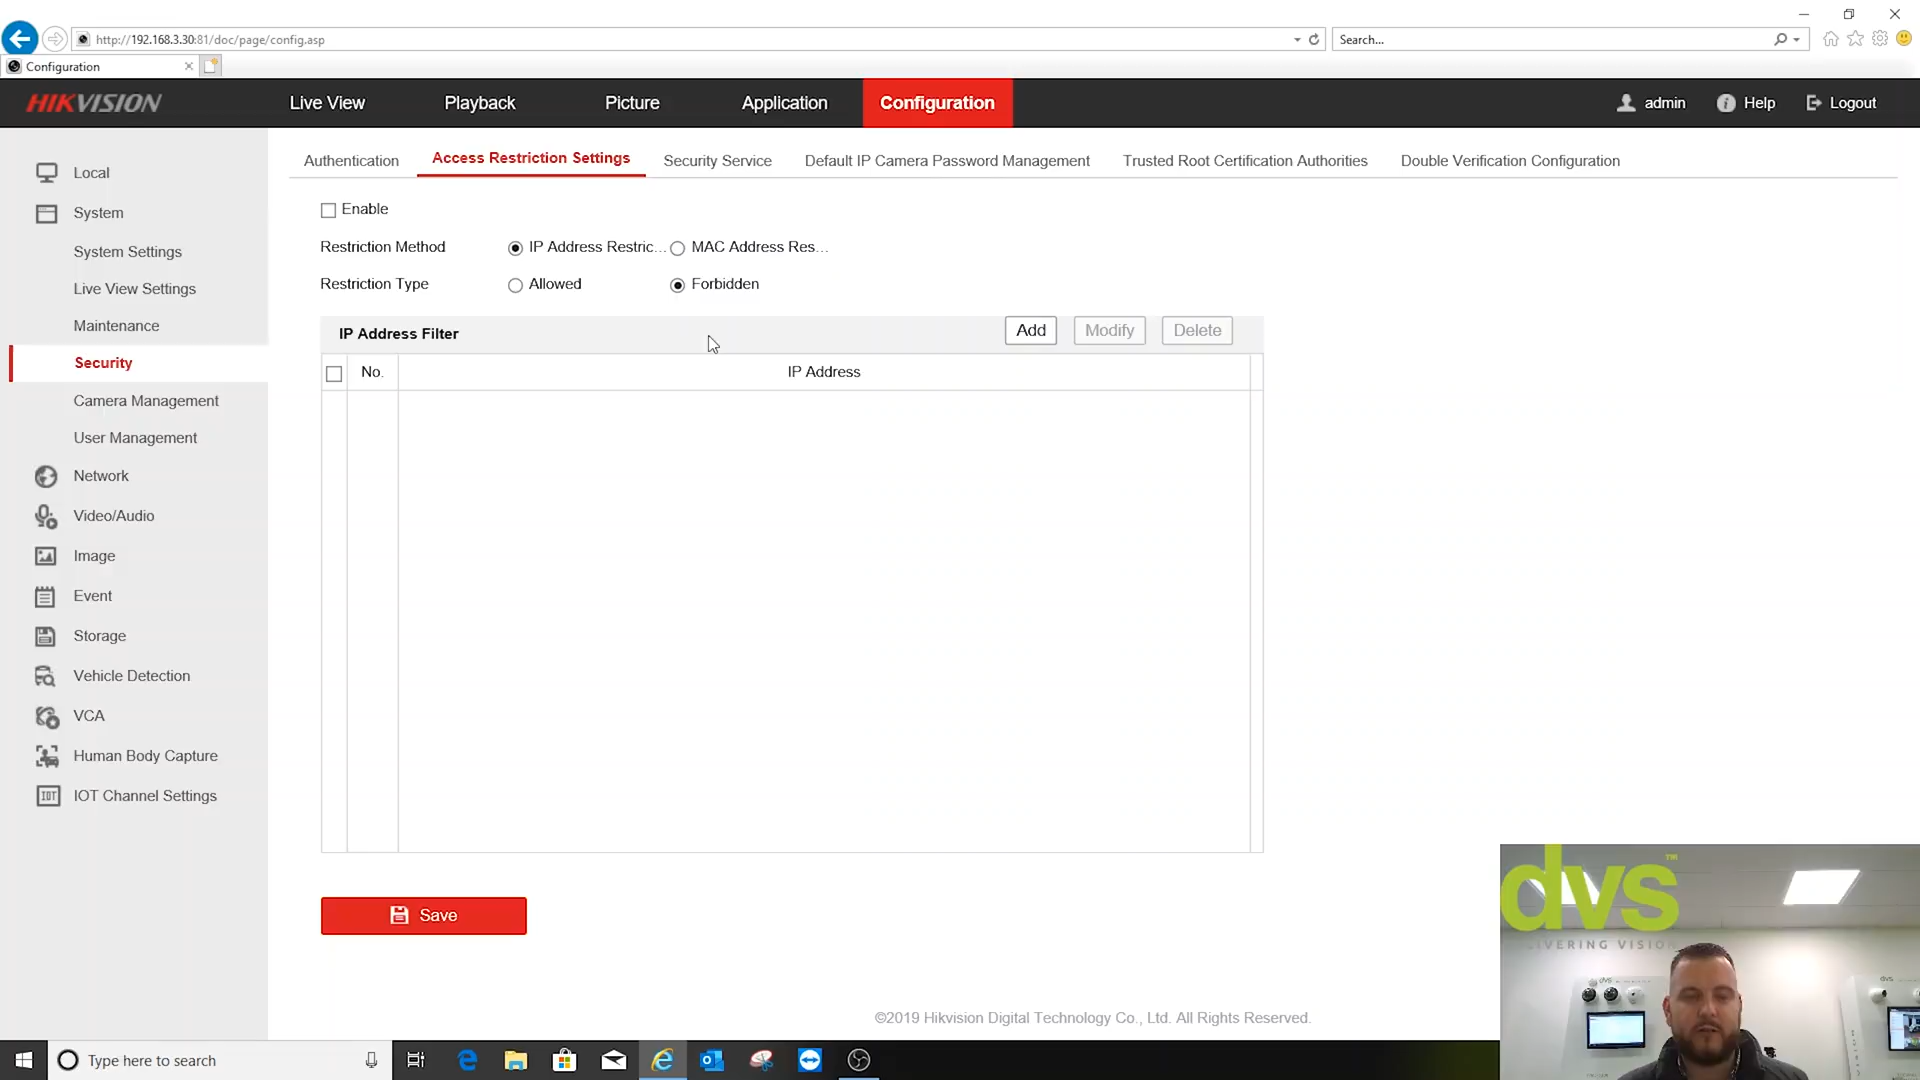 http://192.168.3.30:81/doc/page/config.asp
Search...
Configuration
HIKVISION
Live View
Playback
Picture
Application
Configuration
admin
Help
Logout
Local
System
System Settings
Live View Settings
Maintenance
Security
Camera Management
User Management
Network
Video/Audio
Image
Event
Storage
Vehicle Detection
VCA
Human Body Capture
IOT Channel Settings
Authentication
Access Restriction Settings
Security Service
Default IP Camera Password Management
Trusted Root Certification Authorities
Double Verification Configuration
Enable
Restriction Method
IP Address Restric...
MAC Address Res...
Restriction Type
Allowed
Forbidden
IP Address Filter
Add
Modify
Delete
No.
IP Address
Save
©2019 Hikvision Digital Technology Co., Ltd. All Rights Reserved.
dvs™
Type here to search